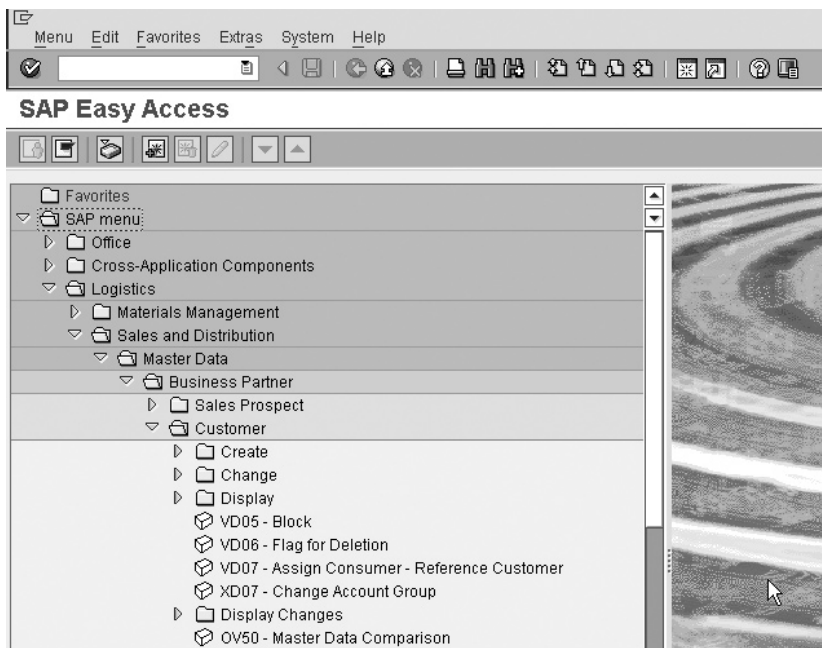 Menu Edit Favorites Extras System Help
SAP Easy Access
Favorites
SAP menu
Office
Cross-Application Components
Logistics
Materials Management
Sales and Distribution
Master Data
Business Partner
Sales Prospect
Customer
Create
Change
Display
VD05 - Block
VD06 - Flag for Deletion
VD07 - Assign Consumer - Reference Customer
XD07 - Change Account Group
Display Changes
OV50 - Master Data Comparison